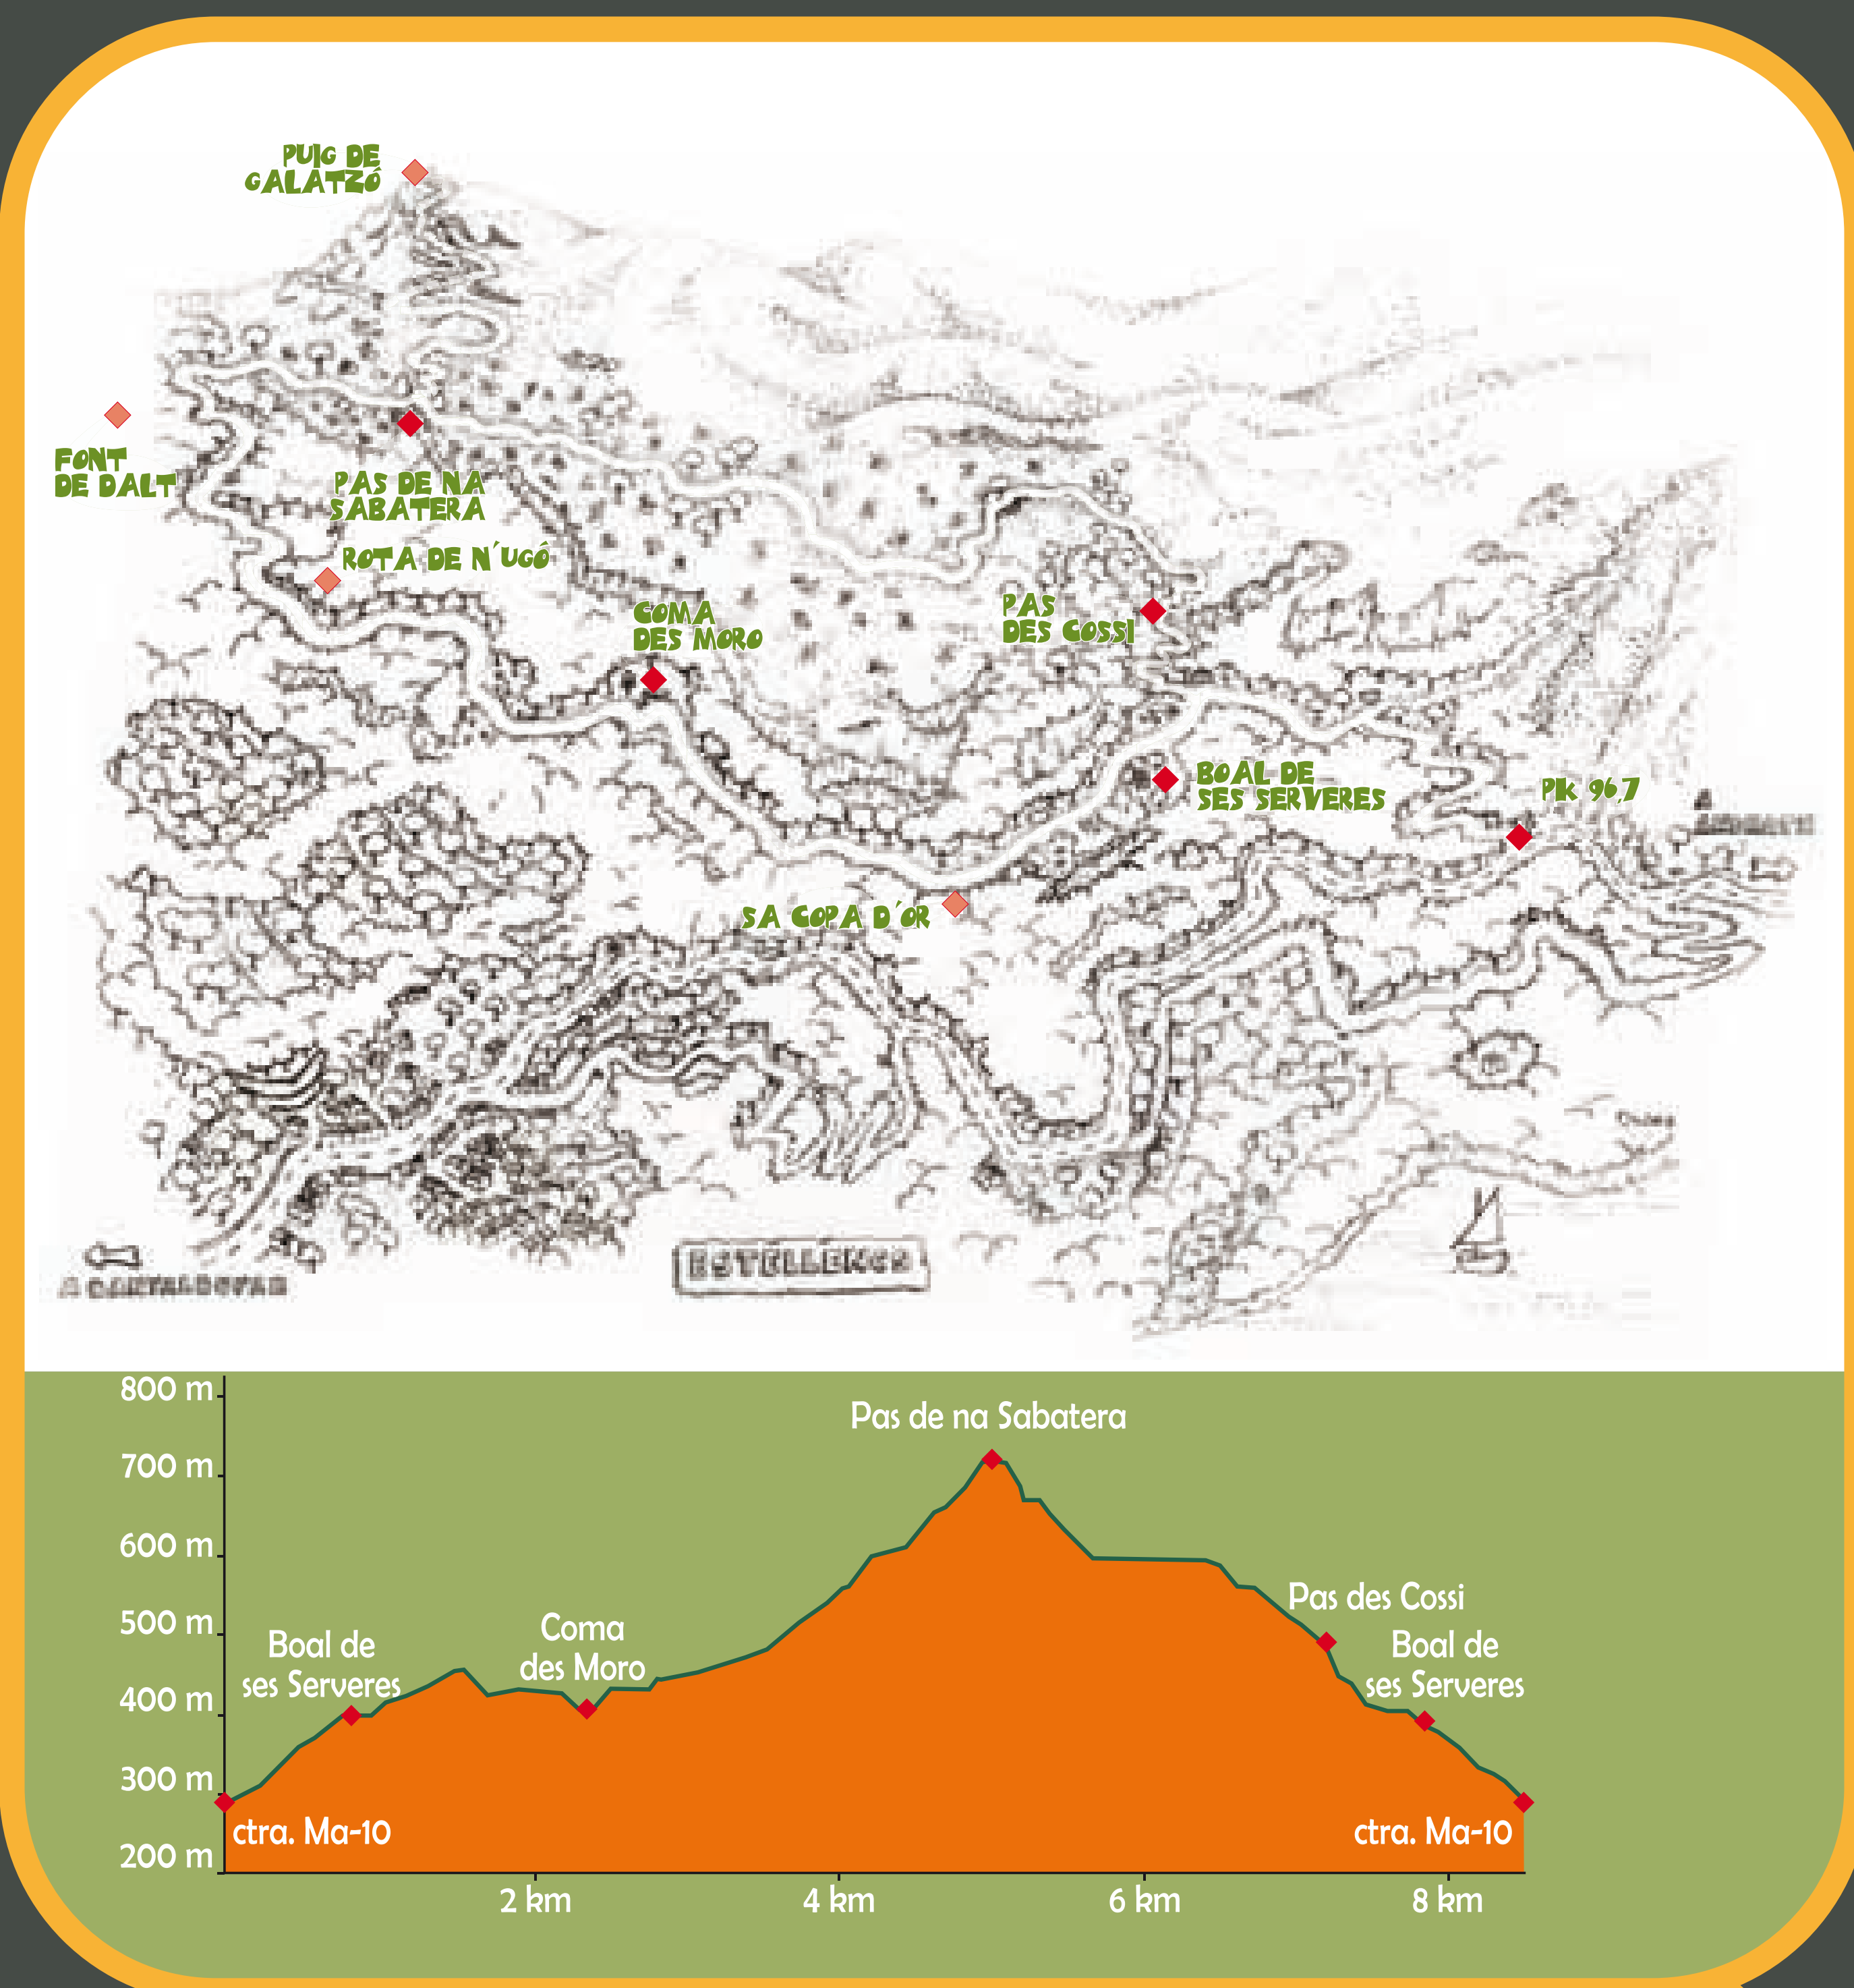 PUIG DE
GALATZÓ
FONT
DE DALT
PAS DE NA
SABATERA
ROTA DE N´UGÓ
COMA
DES MORO
PAS
DES COSSI
BOAL DE
SES SERVERES
PK 96,7
SA COPA D´OR
ESTELLENCS
800 m
700 m
600 m
500 m
400 m
300 m
200 m
Pas de na Sabatera
Pas des Cossi
Boal de
ses Serveres
Coma
des Moro
Boal de
ses Serveres
ctra. Ma-10
ctra. Ma-10
2 km
4 km
6 km
8 km